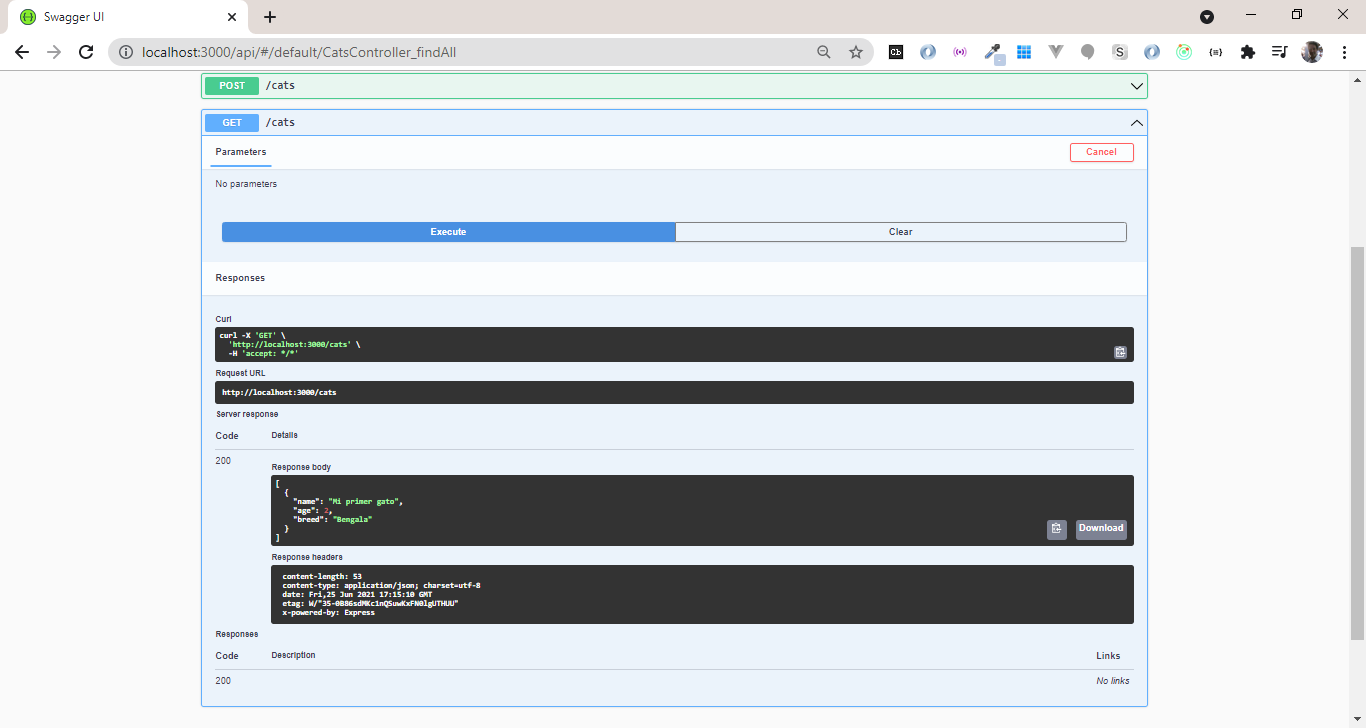 Swagger UI
localhost:3000/api/#/default/CatsController_findAll
POST /cats
GET /cats
Parameters
Cancel
No parameters
Execute
Clear
Responses
Curl
curl -X 'GET' \
'http://localhost:3000/cats' \
-H 'accept: */*'
Request URL
http://localhost:3000/cats
Server response
Code Details
200
Response body
[
{
"name": "Mi primer gato",
"age": 2,
"breed": "Bengala"
}
]
Download
Response headers
content-length: 53
content-type: application/json; charset=utf-8
date: Fri,25 Jun 2021 17:15:10 GMT
x-powered-by: Express
Responses
Code Description Links
200 No links